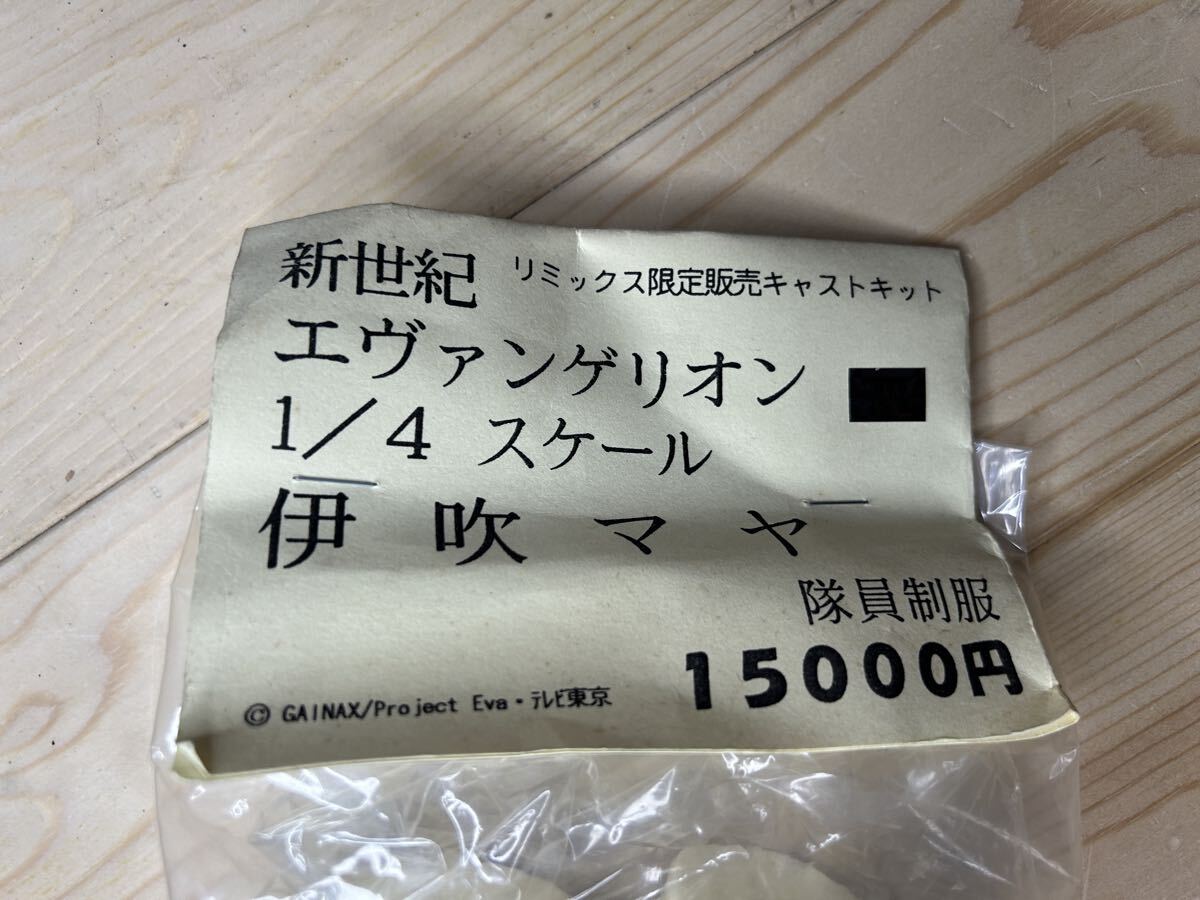 新世紀 リミックス限定販売キャストキット
エヴァンゲリオン
1/4 スケール
伊吹マヤ
隊員制服
15000円
© GAINAX/Project Eva・テレビ東京